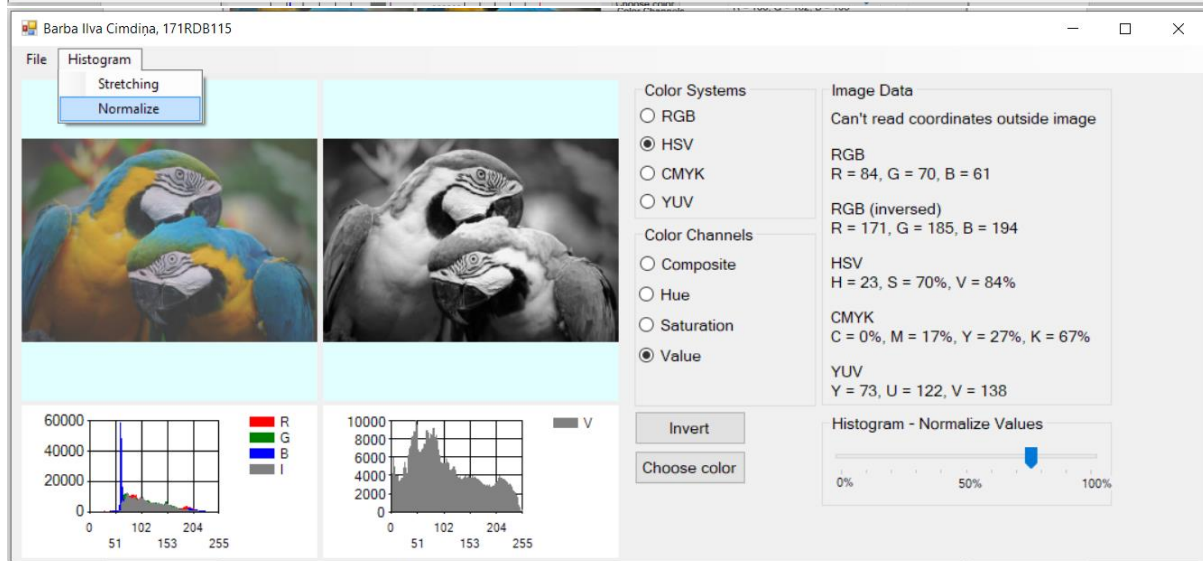 Choose color
Color Channels
Barba Ilva Cimdiņa, 171RDB115
File Histogram
Stretching
Normalize
Color Systems
RGB
HSV
CMYK
YUV
Color Channels
Composite
Hue
Saturation
Value
Invert
Choose color
Image Data
Can't read coordinates outside image
RGB
R = 84, G = 70, B = 61
RGB (inversed)
R = 171, G = 185, B = 194
HSV
H = 23, S = 70%, V = 84%
CMYK
C = 0%, M = 17%, Y = 27%, K = 67%
YUV
Y = 73, U = 122, V = 138
Histogram - Normalize Values
0% 50% 100%
60000
40000
20000
0
0 102 204
51 153 255
R
G
B
I
10000
8000
6000
4000
2000
0
0 102 204
51 153 255
V